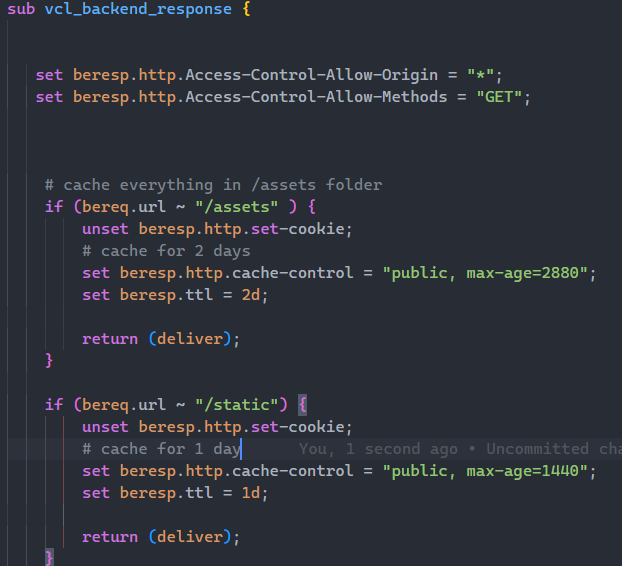 sub vcl_backend_response {
set beresp.http.Access-Control-Allow-Origin = "*";
set beresp.http.Access-Control-Allow-Methods = "GET";
# cache everything in /assets folder
if (bereq.url ~ "/assets" ) {
unset beresp.http.set-cookie;
# cache for 2 days
set beresp.http.cache-control = "public, max-age=2880";
set beresp.ttl = 2d;
return (deliver);
}
if (bereq.url ~ "/static") {
unset beresp.http.set-cookie;
# cache for 1 day You, 1 second ago • Uncommitted cha
set beresp.http.cache-control = "public, max-age=1440";
set beresp.ttl = 1d;
return (deliver);
}